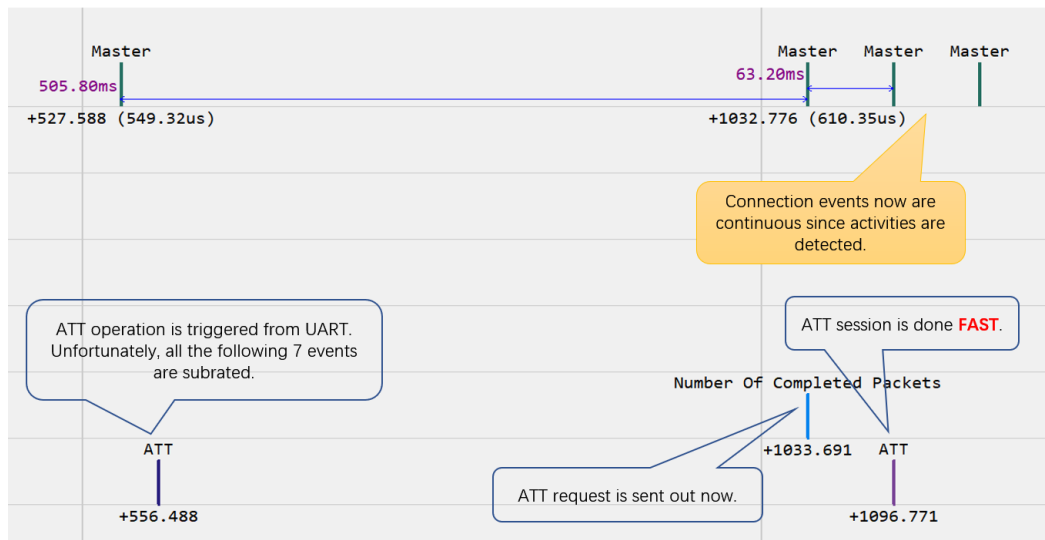 Master
Master
Master
Master
505.80ms
63.20ms
+527.588 (549.32us)
+1032.776 (610.35us)
Connection events now are
continuous since activities are
detected.
ATT operation is triggered from UART.
Unfortunately, all the following 7 events
are subrated.
ATT session is done FAST.
Number Of Completed Packets
ATT
+1033.691
ATT
ATT request is sent out now.
+556.488
+1096.771